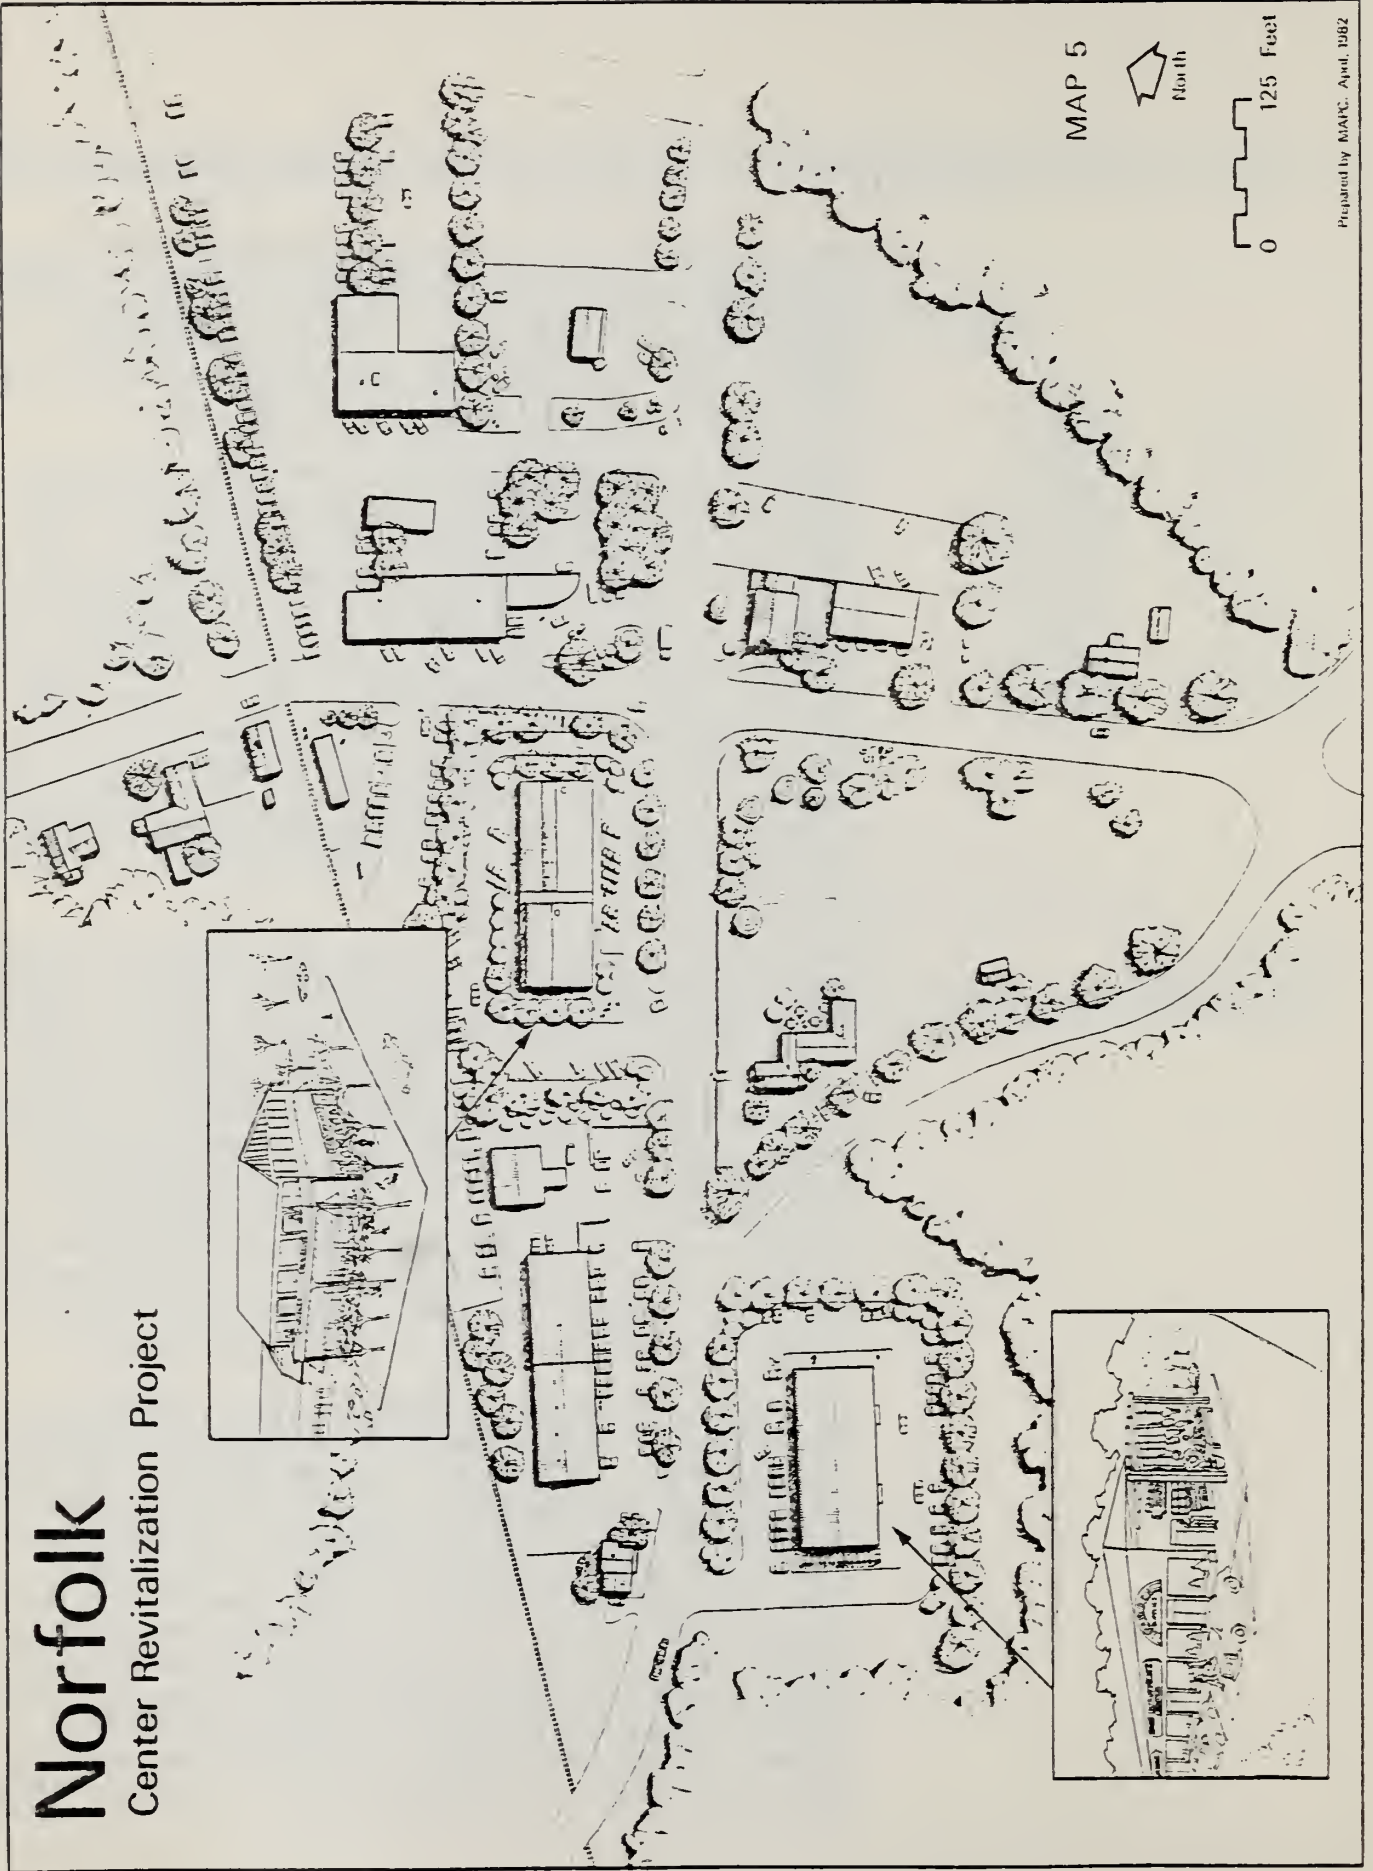 Norfolk
Center Revitalization Project
MAP 5
North
0 125 Feet
Prepared by MAPC. April, 1982